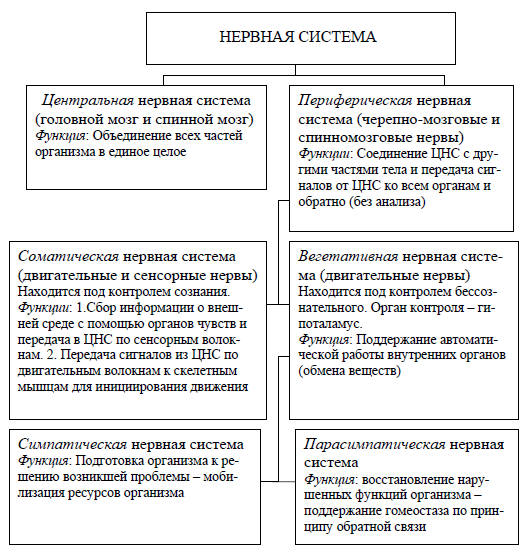 НЕРВНАЯ СИСТЕМА
Центральная нервная система
(головной мозг и спинной мозг)
Функция: Объединение всех частей
организма в единое целое
Периферическая нервная
система (черепно-мозговые и
спинномозговые нервы)
Функции: Соединение ЦНС с дру-
гими частями тела и передача сиг-
налов от ЦНС ко всем органам и
обратно (без анализа)
Соматическая нервная система
(двигательные и сенсорные нервы)
Находится под контролем сознания.
Функции: 1.Сбор информации о внеш-
ней среде с помощью органов чувств и
передача в ЦНС по сенсорным волок-
нам. 2. Передача сигналов из ЦНС по
двигательным волокнам к скелетным
мышцам для инициирования движения
Вегетативная нервная систе-
ма (двигательные нервы)
Находится под контролем бессоз-
нательного. Орган контроля – ги-
поталамус.
Функция: Поддержание автомати-
ческой работы внутренних органов
(обмена веществ)
Симпатическая нервная система
Функция: Подготовка организма к ре-
шению возникшей проблемы – моби-
лизация ресурсов организма
Парасимпатическая нервная
система
Функция: восстановление нару-
шенных функций организма –
поддержание гомеостаза по прин-
ципу обратной связи